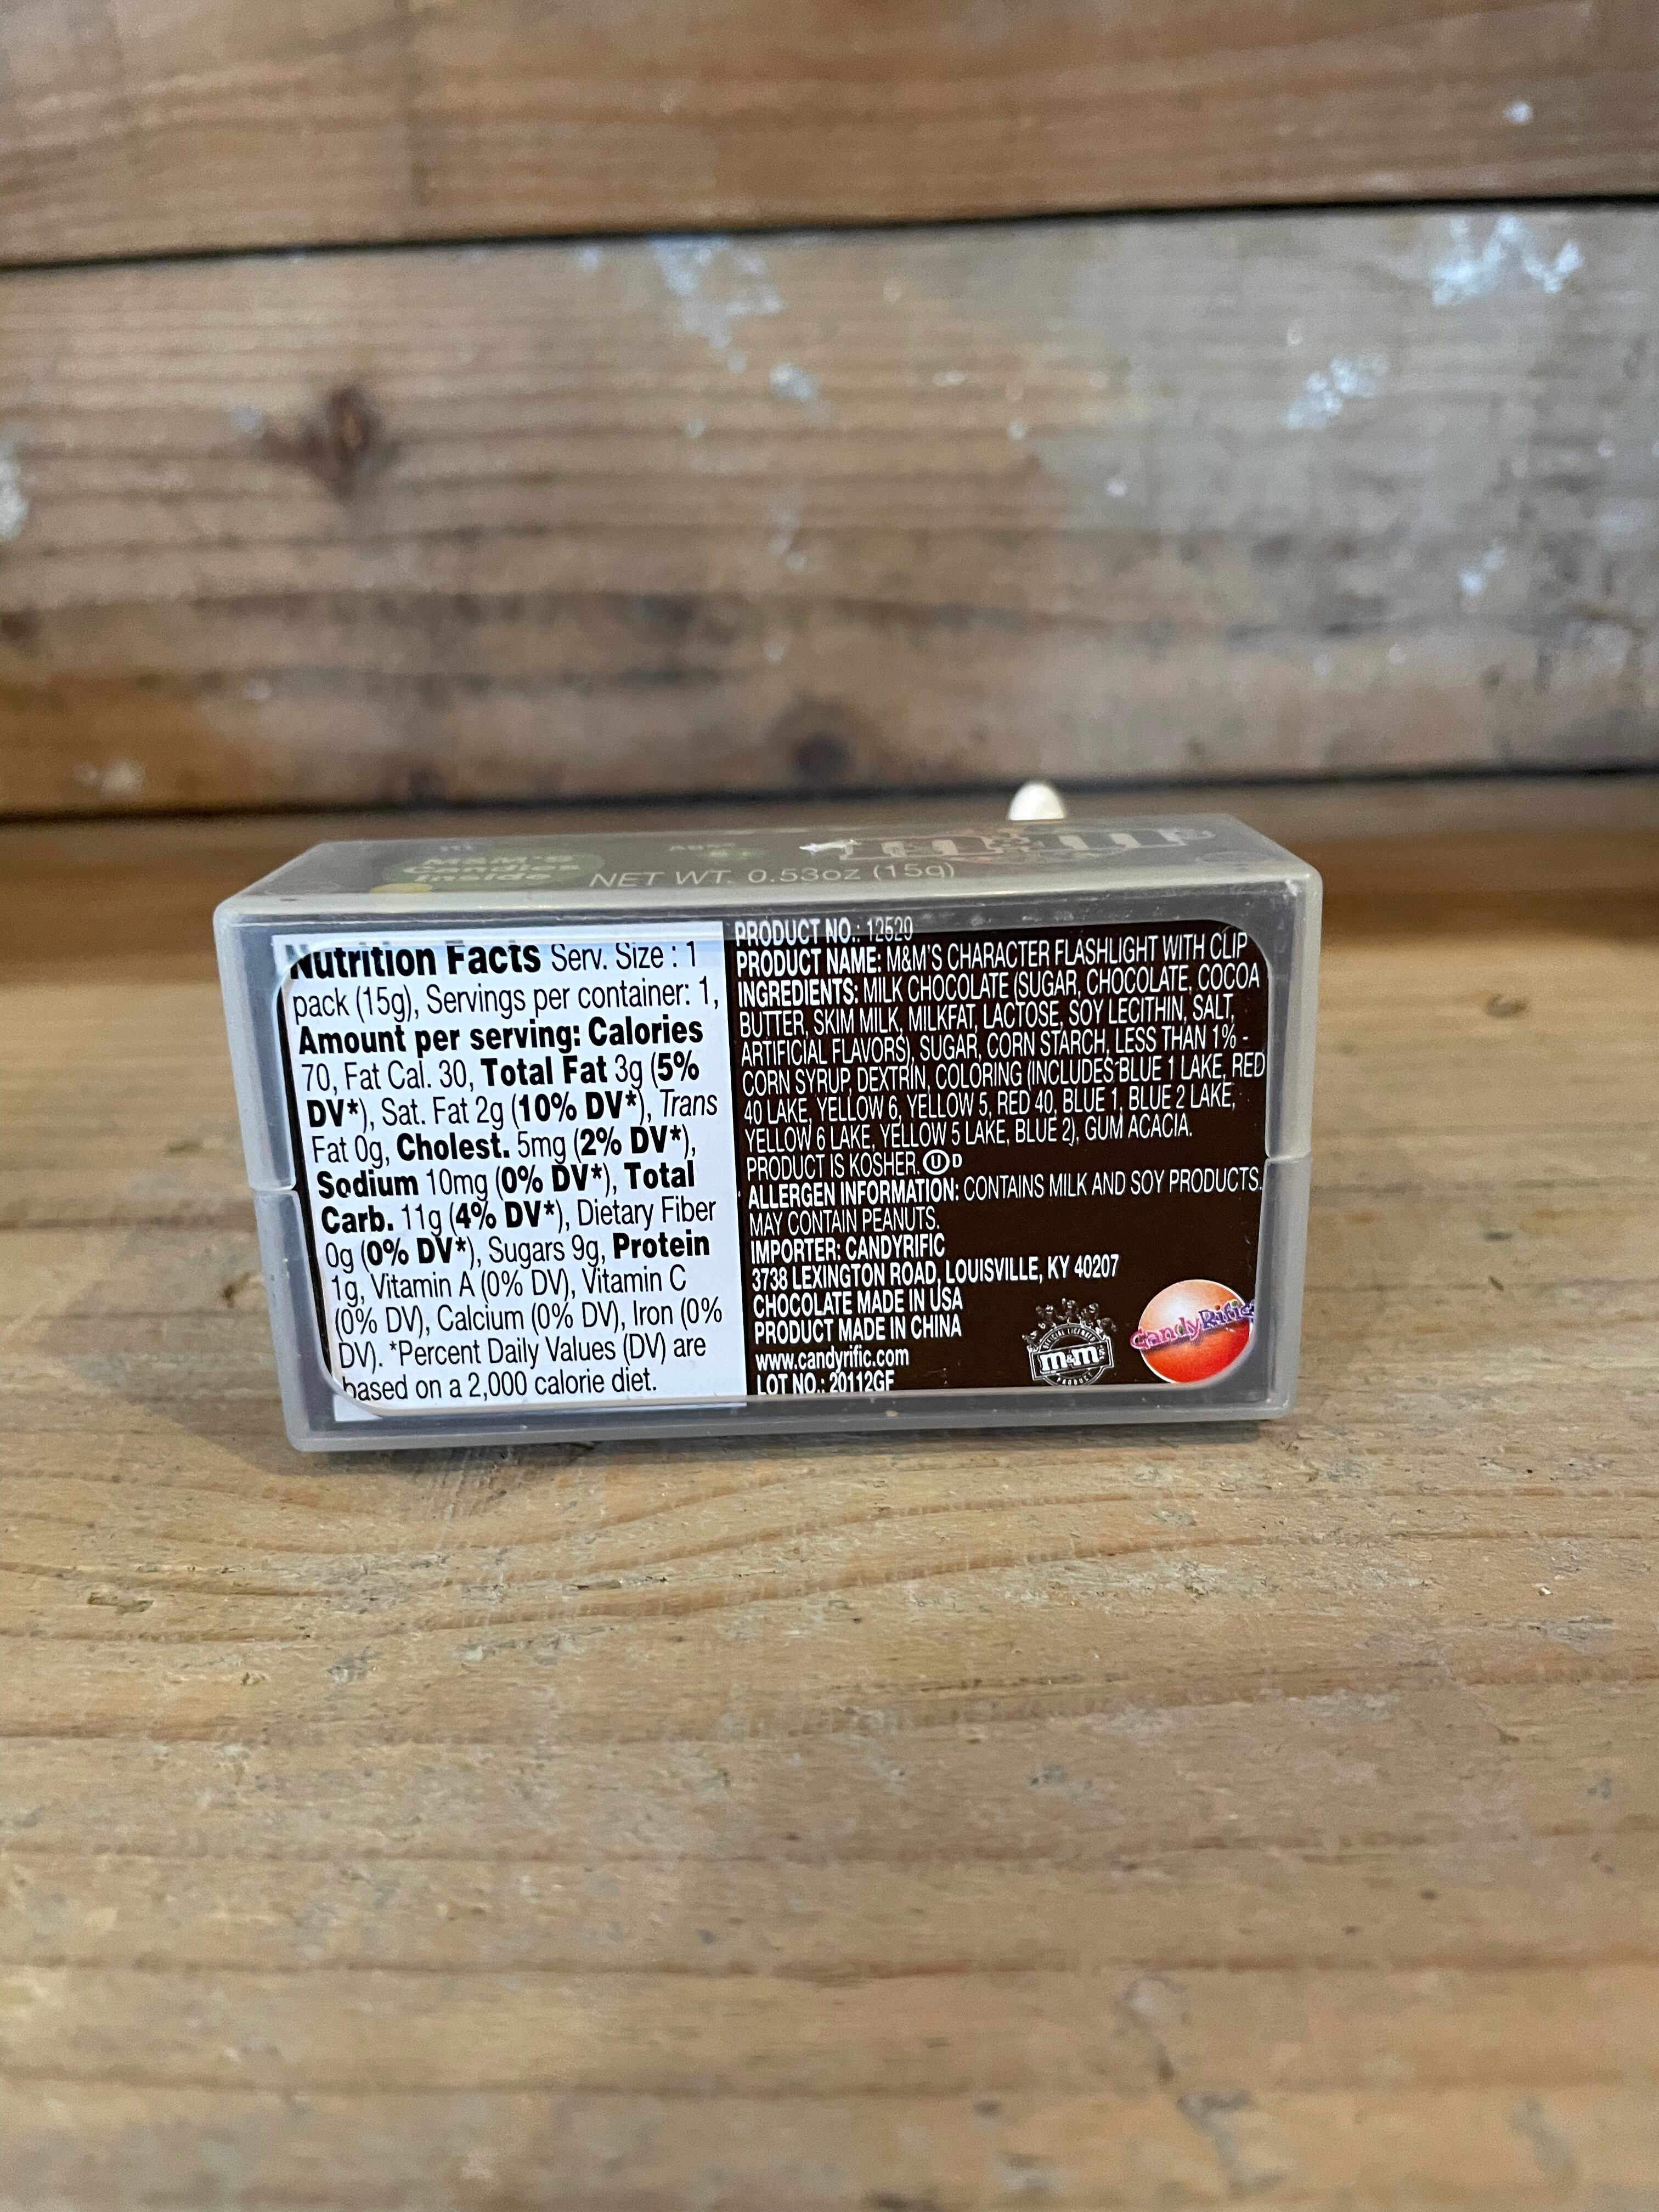 M&M'S
Candies
Inside
m&m's
NET WT. 0.53oz (15g)
Nutrition Facts Serv. Size : 1
pack (15g), Servings per container: 1,
Amount per serving: Calories
70, Fat Cal. 30, Total Fat 3g (5%
DV*), Sat. Fat 2g (10% DV*), Trans
Fat 0g, Cholest. 5mg (2% DV*),
Sodium 10mg (0% DV*), Total
Carb. 11g (4% DV*), Dietary Fiber
0g (0% DV*), Sugars 9g, Protein
1g, Vitamin A (0% DV), Vitamin C
(0% DV), Calcium (0% DV), Iron (0%
DV). *Percent Daily Values (DV) are
based on a 2,000 calorie diet.
PRODUCT NO.: 12520
PRODUCT NAME: M&M'S CHARACTER FLASHLIGHT WITH CLIP
INGREDIENTS: MILK CHOCOLATE (SUGAR, CHOCOLATE, COCOA
BUTTER, SKIM MILK, MILKFAT, LACTOSE, SOY LECITHIN, SALT,
ARTIFICIAL FLAVORS), SUGAR, CORN STARCH, LESS THAN 1% -
CORN SYRUP, DEXTRIN, COLORING (INCLUDES BLUE 1 LAKE, RED
40 LAKE, YELLOW 6, YELLOW 5, RED 40, BLUE 1, BLUE 2 LAKE,
YELLOW 6 LAKE, YELLOW 5 LAKE, BLUE 2), GUM ACACIA.
PRODUCT IS KOSHER. U D
ALLERGEN INFORMATION: CONTAINS MILK AND SOY PRODUCTS.
MAY CONTAIN PEANUTS.
IMPORTER: CANDYRIFIC
3738 LEXINGTON ROAD, LOUISVILLE, KY 40207
CHOCOLATE MADE IN USA
PRODUCT MADE IN CHINA
www.candyrific.com
LOT NO.: 20112GF
OFFICIAL LICENSED
m&m's
PRODUCT
CandyRific